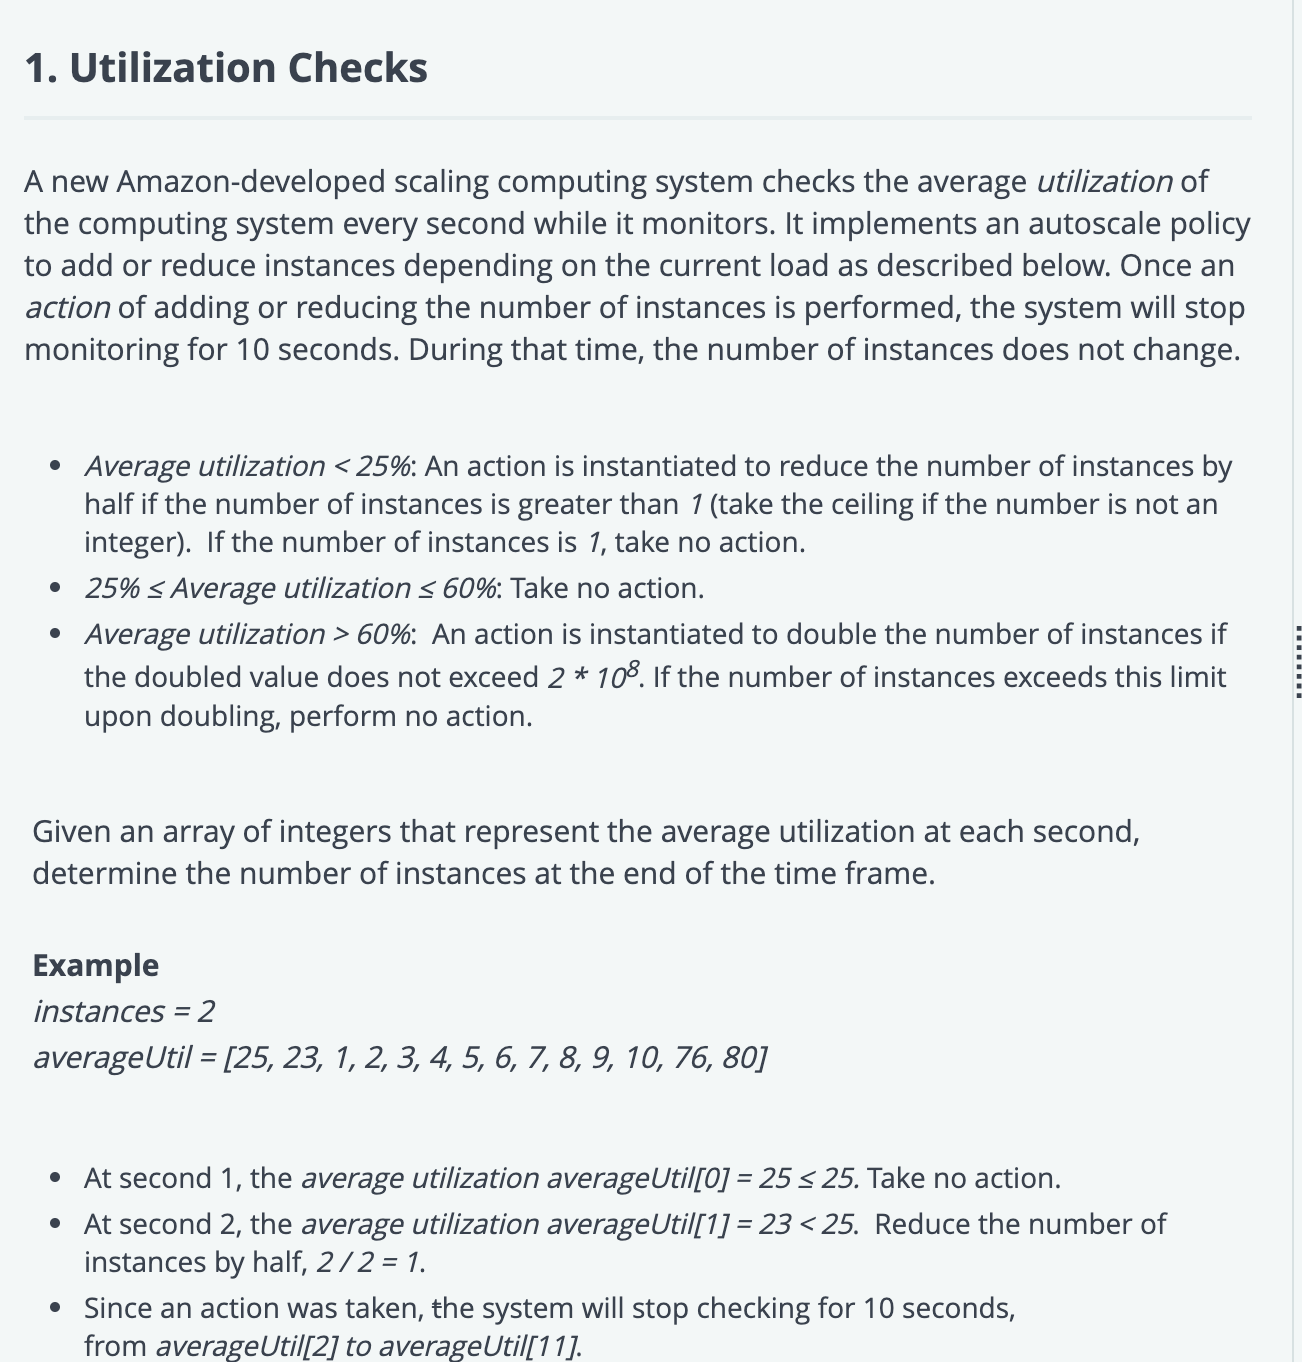 1. Utilization Checks
A new Amazon-developed scaling computing system checks the average utilization of
the computing system every second while it monitors. It implements an autoscale policy
to add or reduce instances depending on the current load as described below. Once an
action of adding or reducing the number of instances is performed, the system will stop
monitoring for 10 seconds. During that time, the number of instances does not change.
• Average utilization < 25%: An action is instantiated to reduce the number of instances by
half if the number of instances is greater than 1 (take the ceiling if the number is not an
integer).  If the number of instances is 1, take no action.
• 25% ≤ Average utilization ≤ 60%: Take no action.
• Average utilization > 60%:  An action is instantiated to double the number of instances if
the doubled value does not exceed 2 * 10⁸. If the number of instances exceeds this limit
upon doubling, perform no action.
Given an array of integers that represent the average utilization at each second,
determine the number of instances at the end of the time frame.
Example
instances = 2
averageUtil = [25, 23, 1, 2, 3, 4, 5, 6, 7, 8, 9, 10, 76, 80]
• At second 1, the average utilization averageUtil[0] = 25 ≤ 25. Take no action.
• At second 2, the average utilization averageUtil[1] = 23 < 25.  Reduce the number of
instances by half, 2 / 2 = 1.
• Since an action was taken, the system will stop checking for 10 seconds,
from averageUtil[2] to averageUtil[11].